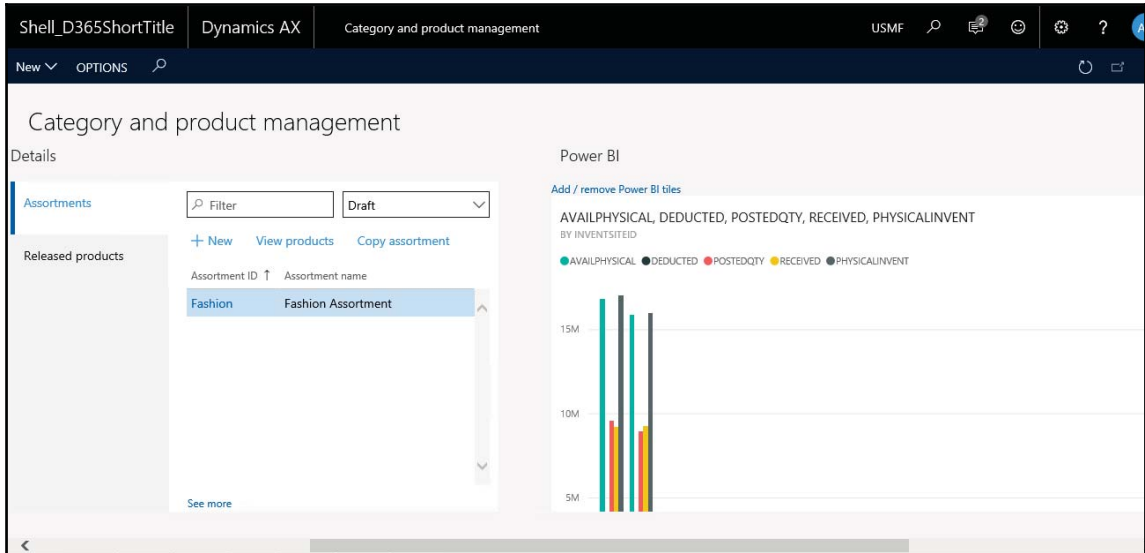 Shell_D365ShortTitle Dynamics AX Category and product management USMF 2 ? A
New OPTIONS
Category and product management
Details
Assortments
Released products
Filter Draft
+ New View products Copy assortment
Assortment ID ↑ Assortment name
Fashion Fashion Assortment
See more
Power BI
Add / remove Power BI tiles
AVAILPHYSICAL, DEDUCTED, POSTEDQTY, RECEIVED, PHYSICALINVENT
BY INVENTSITEID
AVAILPHYSICAL DEDUCTED POSTEDQTY RECEIVED PHYSICALINVENT
15M
10M
5M